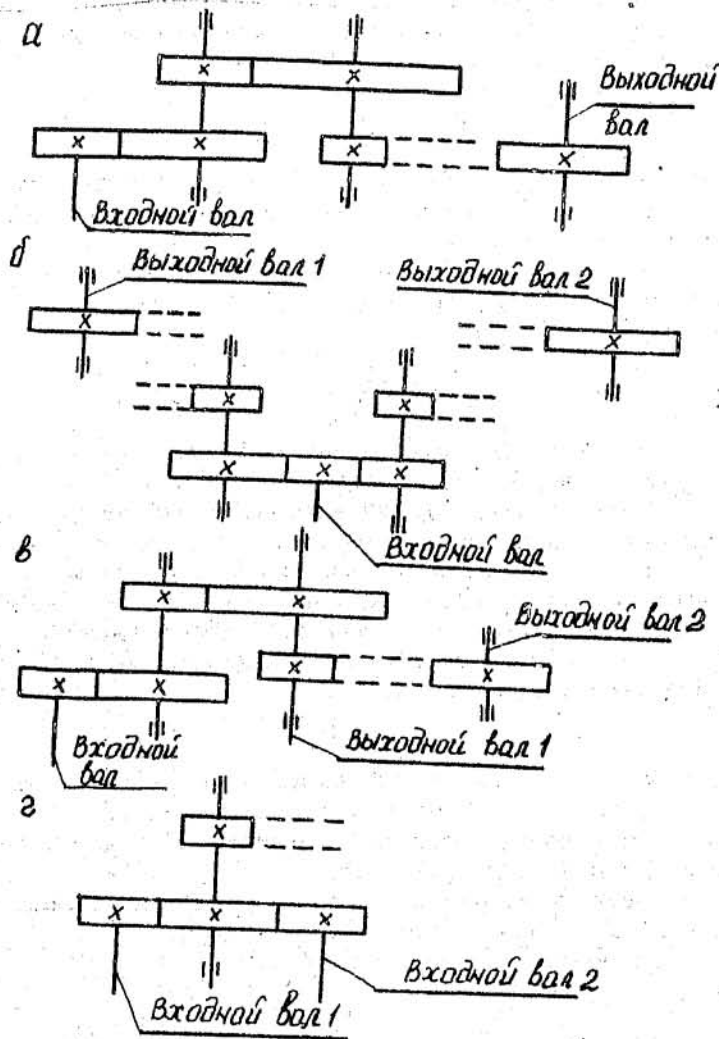 а
Выходной
вал
Входной вал
б
Выходной вал 1
Выходной вал 2
Входной вал
в
Выходной вал 2
Входной
вал
Выходной вал 1
г
Входной вал 2
Входной вал 1